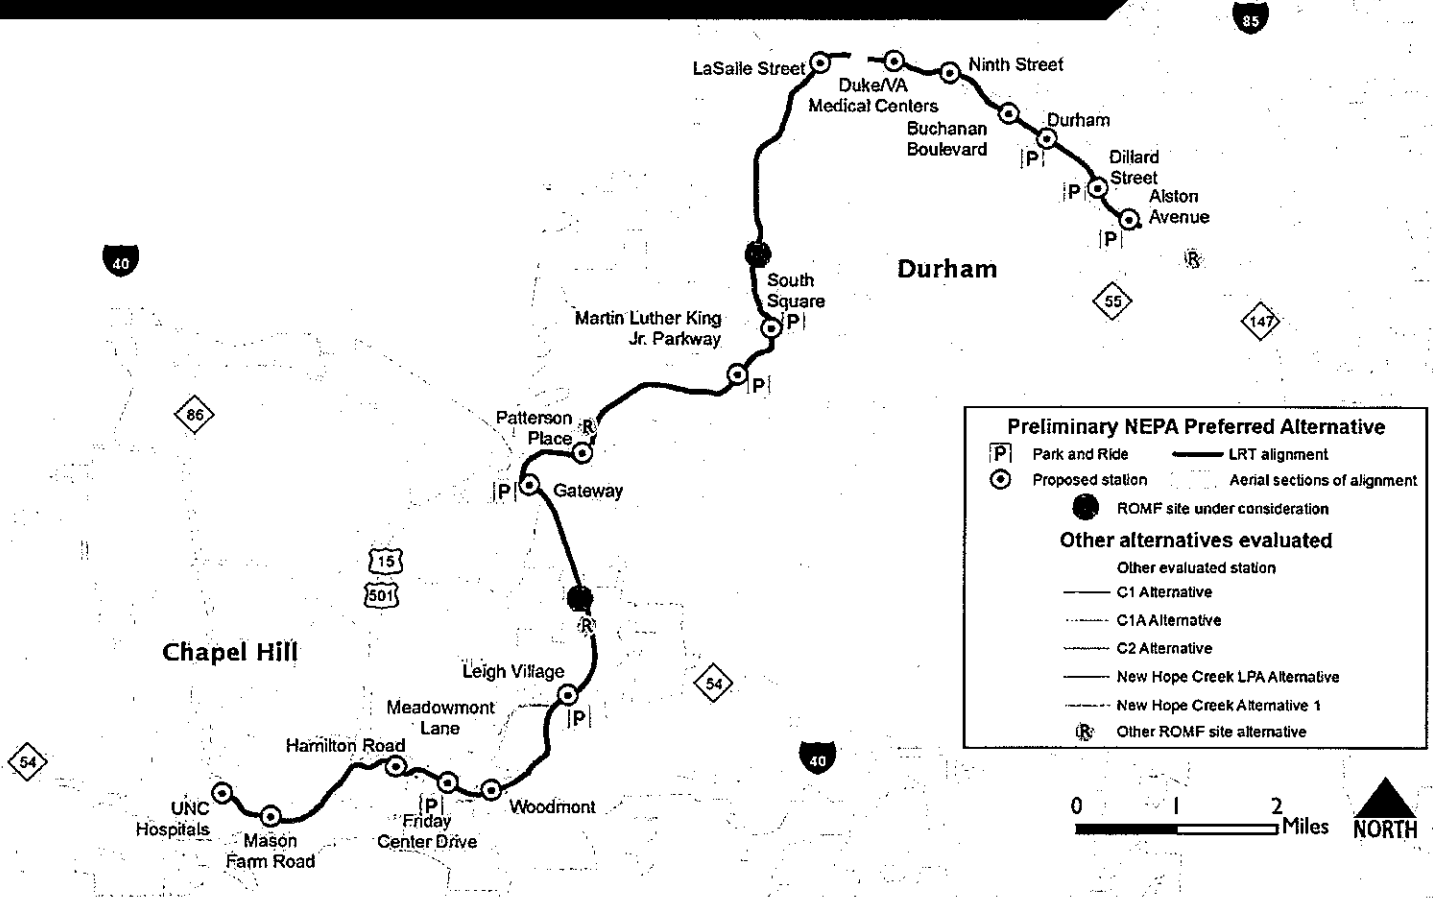 85
LaSalle Street
Ninth Street
Duke/VA
Medical Centers
Buchanan
Boulevard
Durham
P
Dillard
Street
P
Alston
Avenue
P
R
40
Durham
55
147
South
Square
P
Martin Luther King
Jr. Parkway
P
86
Patterson
Place
R
P
Gateway
15
501
R
Chapel Hill
Leigh Village
P
54
Meadowmont
Lane
Hamilton Road
54
40
UNC
Hospitals
Mason
Farm Road
P
Friday
Center Drive
Woodmont
Preliminary NEPA Preferred Alternative
P Park and Ride LRT alignment
Proposed station Aerial sections of alignment
ROMF site under consideration
Other alternatives evaluated
Other evaluated station
C1 Alternative
C1A Alternative
C2 Alternative
New Hope Creek LPA Alternative
New Hope Creek Alternative 1
R Other ROMF site alternative
0 1 2
Miles
NORTH